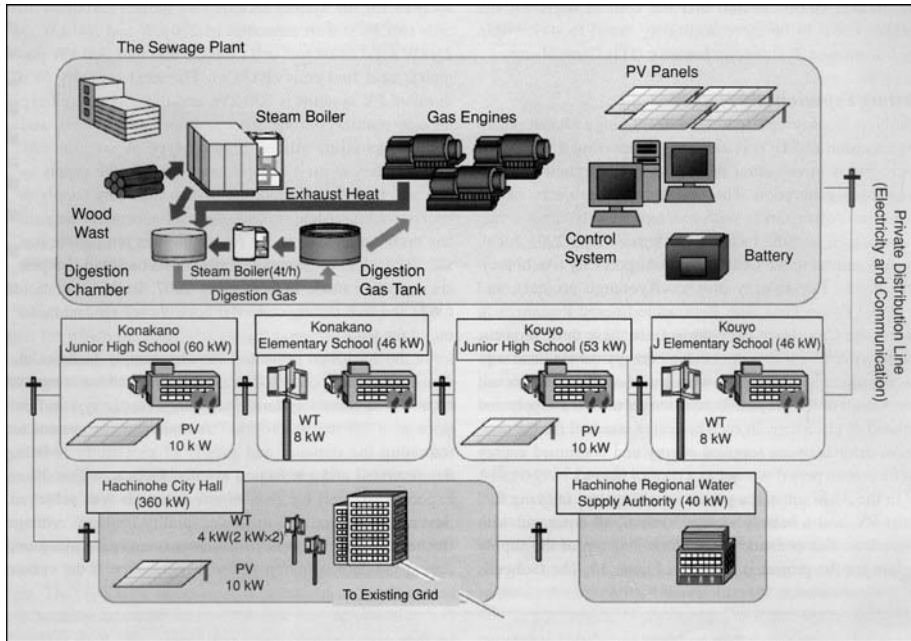 The Sewage Plant
PV Panels
Steam Boiler
Gas Engines
Exhaust Heat
Wood
Wast
Control
System
Battery
Digestion
Chamber
Steam Boiler(4t/h)
Digestion Gas
Digestion
Gas Tank
Private Distribution Line
(Electricity and Communication)
Konakano
Junior High School (60 kW)
Konakano
Elementary School (46 kW)
Kouyo
Junior High School (53 kW)
Kouyo
J Elementary School (46 kW)
PV
10 k W
WT
8 kW
PV
10 kW
WT
8 kW
Hachinohe City Hall
(360 kW)
WT
4 kW(2 kW×2)
PV
10 kW
To Existing Grid
Hachinohe Regional Water
Supply Authority (40 kW)